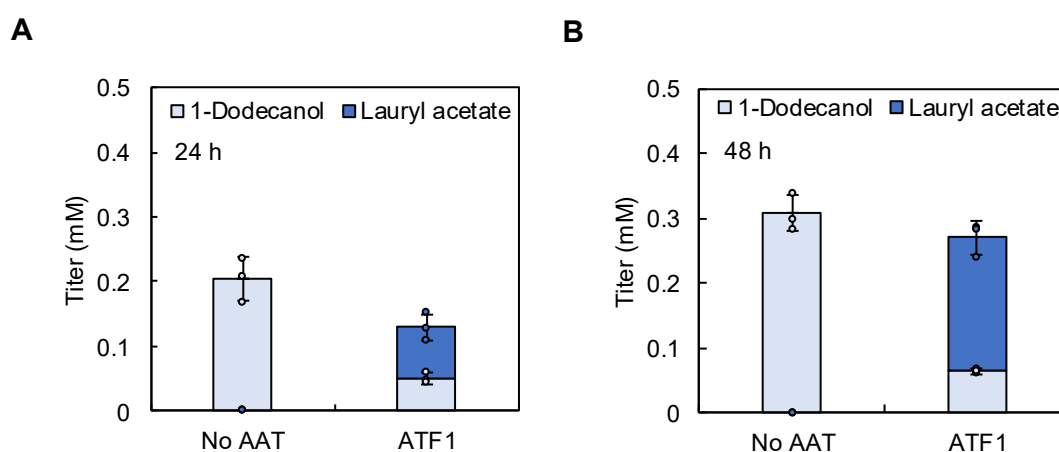 A
0.5
1-Dodecanol Lauryl acetate
24 h
0.4
0.3
0.2
0.1
0
Titer (mM)
No AAT ATF1
B
0.5
1-Dodecanol Lauryl acetate
48 h
0.4
0.3
0.2
0.1
0
Titer (mM)
No AAT ATF1